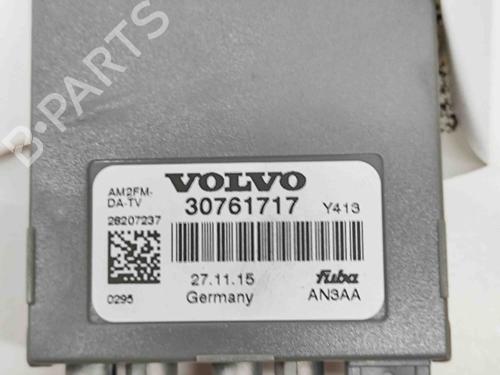 B-PARTS
VOLVO
AM2FM-
DA-TV
30761717 Y413
28207237
27.11.15 fuba
0295 Germany AN3AA